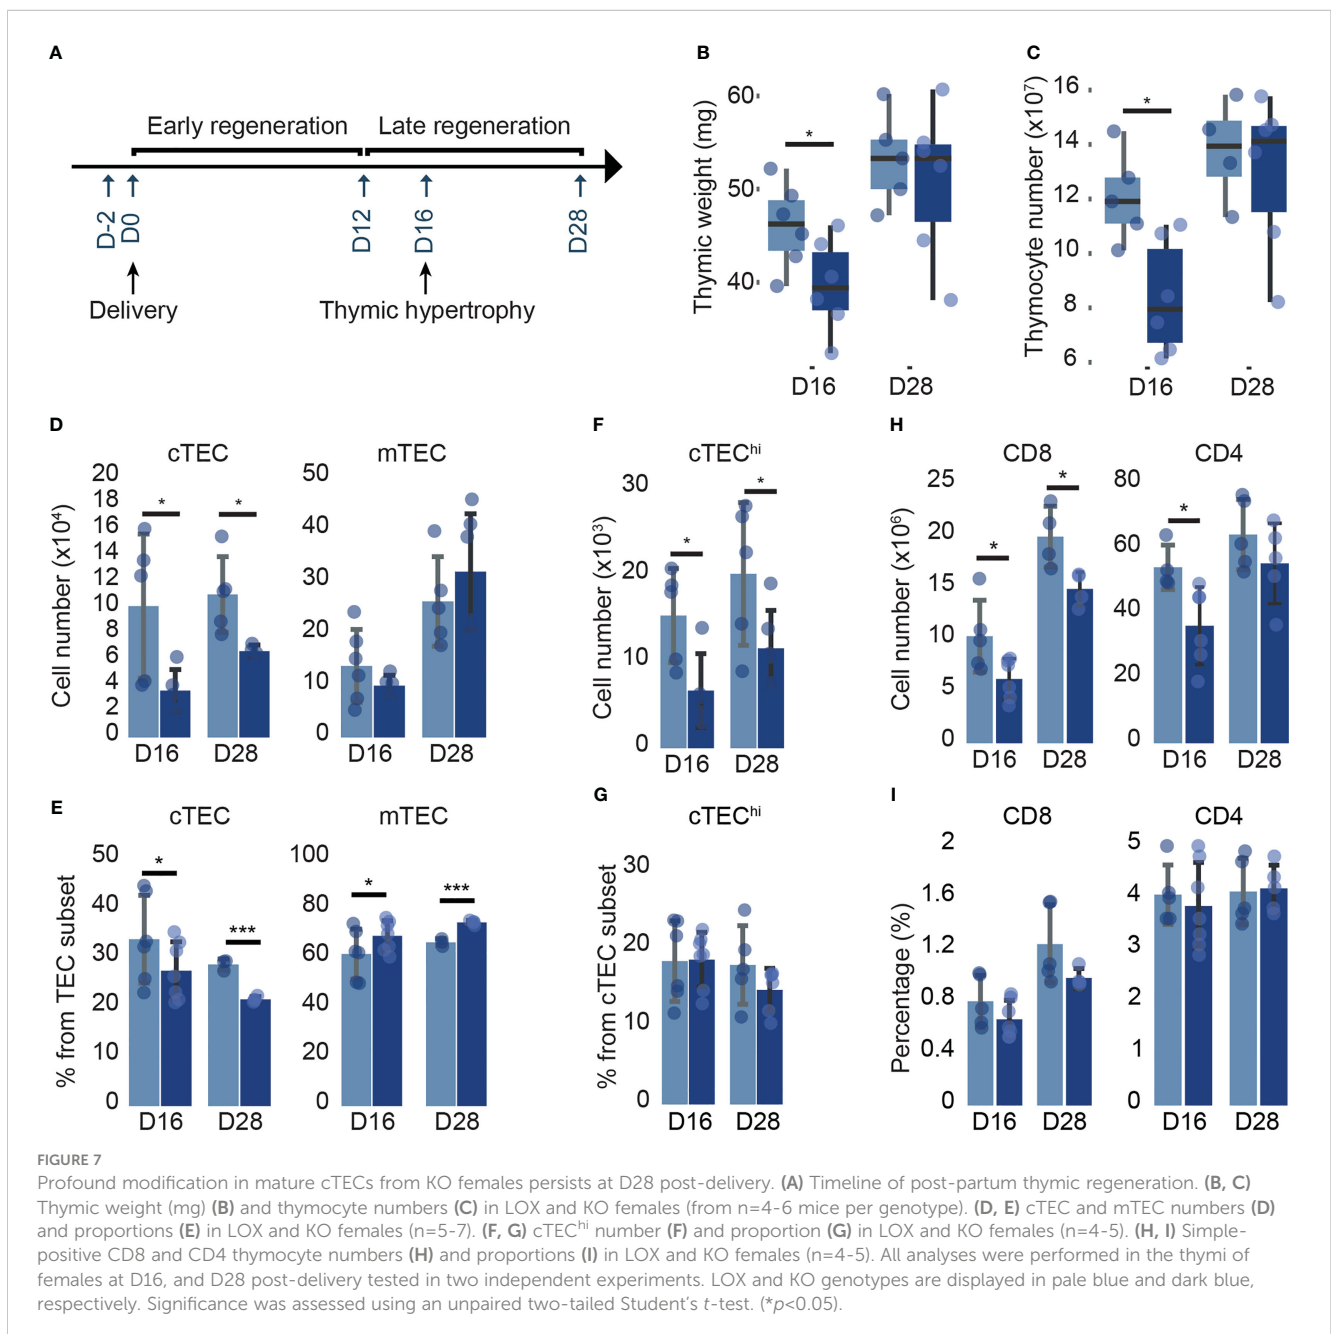 A
Early regeneration
Late regeneration
D-2
D0
D12
D16
D28
Delivery
Thymic hypertrophy
B
Thymic weight (mg)
60
50
40
*
D16
D28
C
Thymocyte number (x10⁷)
16
14
12
10
8
6
*
D16
D28
D
cTEC
mTEC
Cell number (x10⁴)
20
18
16
14
12
10
8
6
4
2
0
* *
D16 D28
50
40
30
20
10
0
D16 D28
F
cTEChi
Cell number (x10³)
30
20
10
0
* *
D16 D28
H
CD8
CD4
Cell number (x10⁶)
25
20
15
10
5
0
* *
D16 D28
80
60
40
20
0
*
D16 D28
E
cTEC
mTEC
% from TEC subset
50
40
30
20
10
0
* ***
D16 D28
100
80
60
40
20
0
* ***
D16 D28
G
cTEChi
% from cTEC subset
30
20
10
0
D16 D28
I
CD8
CD4
Percentage (%)
2
1.6
1.2
0.8
0.4
0
D16 D28
5
4
3
2
1
0
D16 D28
FIGURE 7
Profound modification in mature cTECs from KO females persists at D28 post-delivery. (A) Timeline of post-partum thymic regeneration. (B, C)
Thymic weight (mg) (B) and thymocyte numbers (C) in LOX and KO females (from n=4-6 mice per genotype). (D, E) cTEC and mTEC numbers (D)
and proportions (E) in LOX and KO females (n=5-7). (F, G) cTEChi number (F) and proportion (G) in LOX and KO females (n=4-5). (H, I) Simple-
positive CD8 and CD4 thymocyte numbers (H) and proportions (I) in LOX and KO females (n=4-5). All analyses were performed in the thymi of
females at D16, and D28 post-delivery tested in two independent experiments. LOX and KO genotypes are displayed in pale blue and dark blue,
respectively. Significance was assessed using an unpaired two-tailed Student's t-test. (*p<0.05).